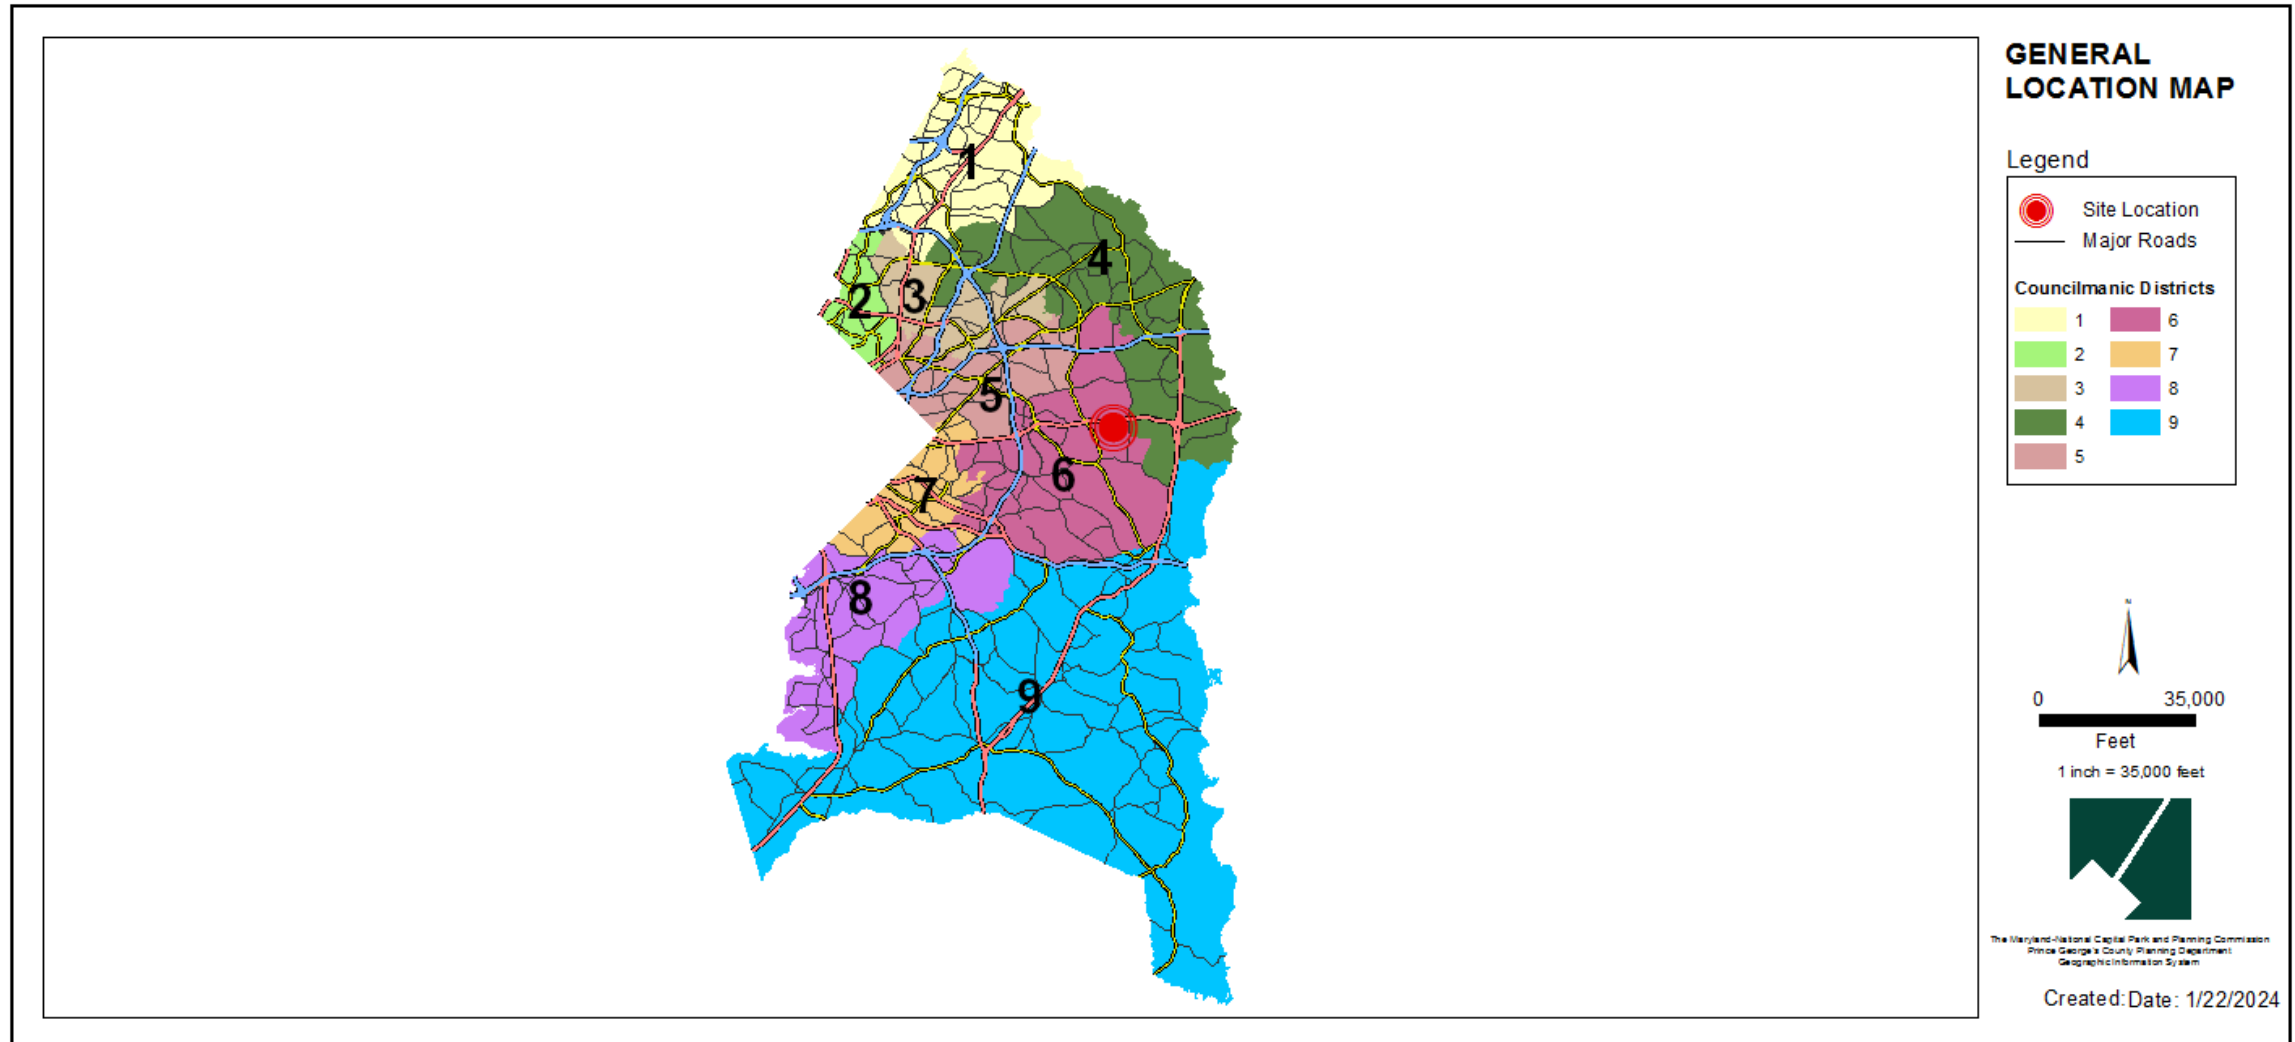 GENERAL
LOCATION MAP
Legend
Site Location
Major Roads
Councilmanic Districts
1 6
2 7
3 8
4 9
5
1
4
2
3
5
6
7
8
9
N
0 35,000
Feet
1 inch = 35,000 feet
The Maryland-National Capital Park and Planning Commission
Prince George's County Planning Department
Geographic Information System
Created: Date: 1/22/2024